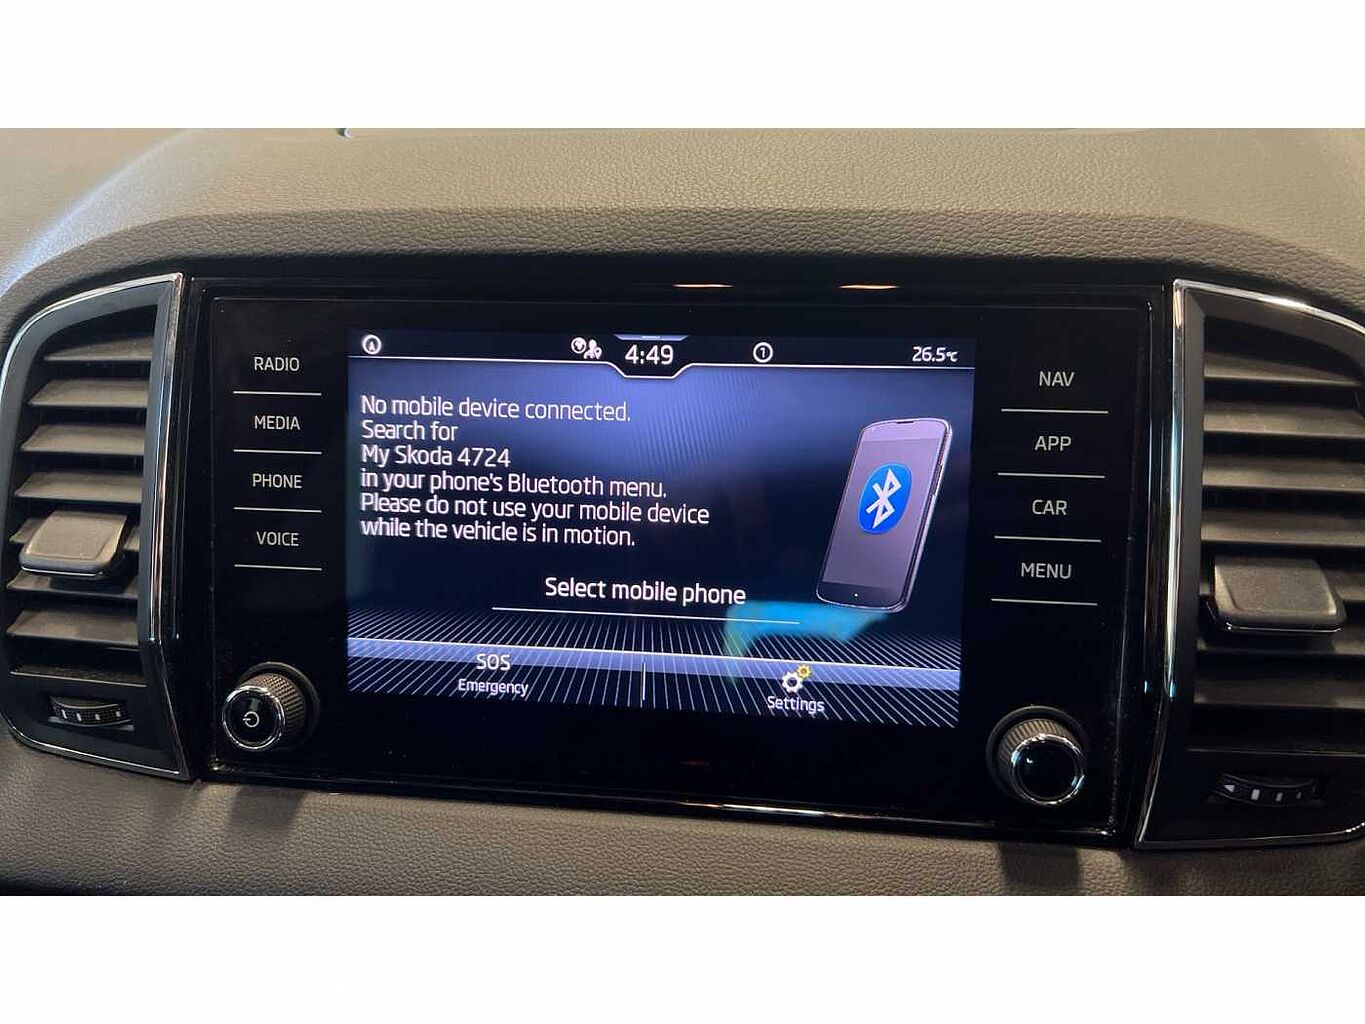 4:49
1
26.5°C
RADIO
MEDIA
PHONE
VOICE
No mobile device connected.
Search for
My Skoda 4724
in your phone's Bluetooth menu.
Please do not use your mobile device
while the vehicle is in motion.
Select mobile phone
SOS
Emergency
Settings
NAV
APP
CAR
MENU